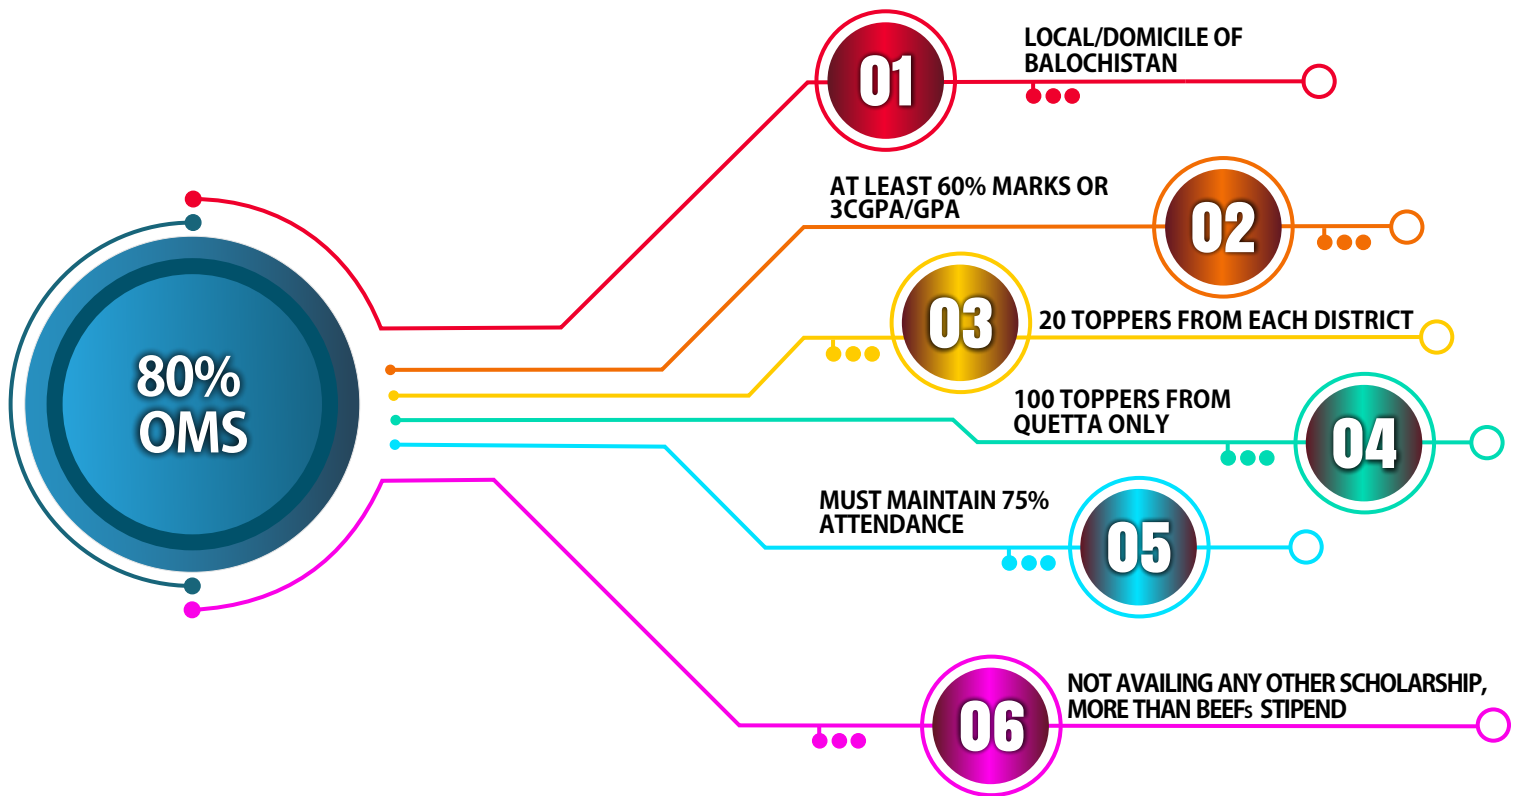 80%
OMS
01
LOCAL/DOMICILE OF
BALOCHISTAN
02
AT LEAST 60% MARKS OR
3CGPA/GPA
03
20 TOPPERS FROM EACH DISTRICT
04
100 TOPPERS FROM
QUETTA ONLY
05
MUST MAINTAIN 75%
ATTENDANCE
06
NOT AVAILING ANY OTHER SCHOLARSHIP,
MORE THAN BEEFs STIPEND